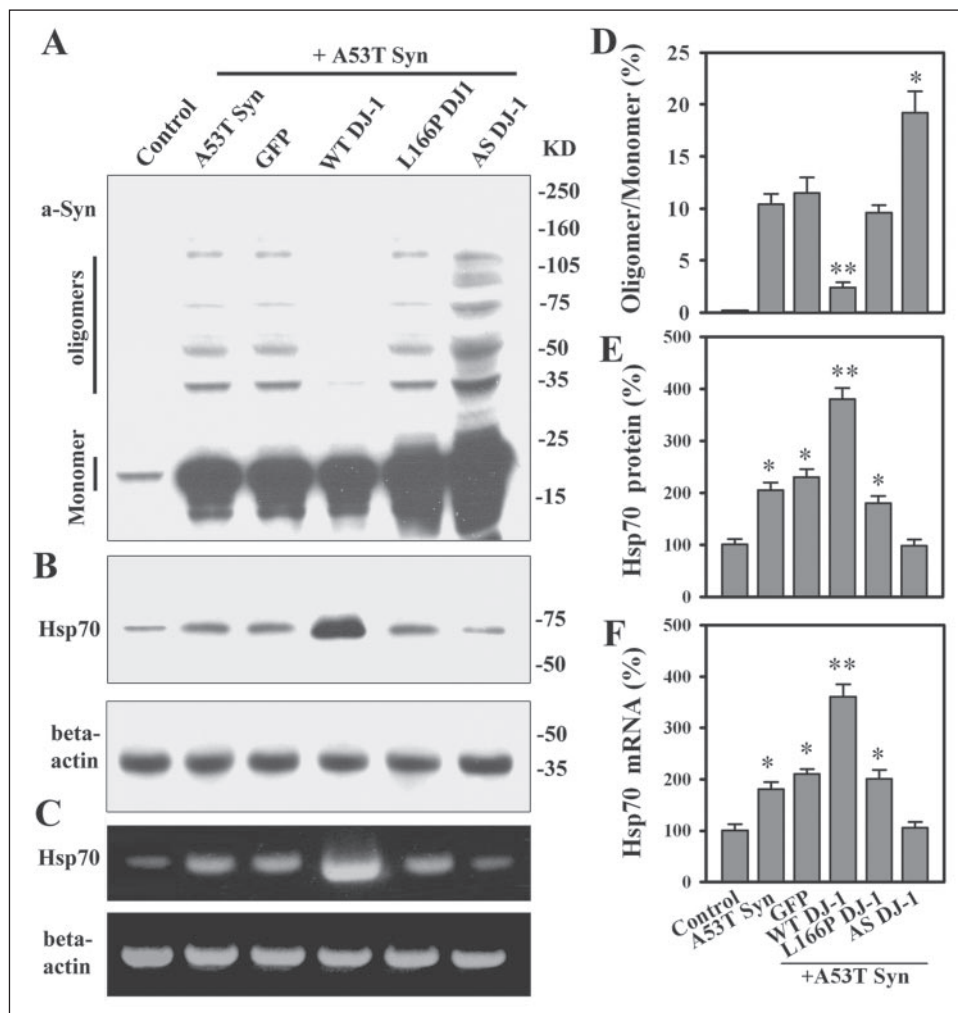 A
+ A53T Syn
Control
A53T Syn
GFP
WT DJ-1
L166P DJ1
AS DJ-1
KD
a-Syn
oligomers
Monomer
-250
-160
-105
-75
-50
-35
-25
-15
B
Hsp70
-75
-50
beta-
actin
-50
-35
C
Hsp70
beta-
actin
D
Oligomer/Monomer (%)
25
20
15
10
5
0
**
*
E
Hsp70 protein (%)
500
400
300
200
100
0
*
*
**
*
F
Hsp70 mRNA (%)
500
400
300
200
100
0
*
*
**
*
Control
A53T Syn
GFP
WT DJ-1
L166P DJ-1
AS DJ-1
+A53T Syn